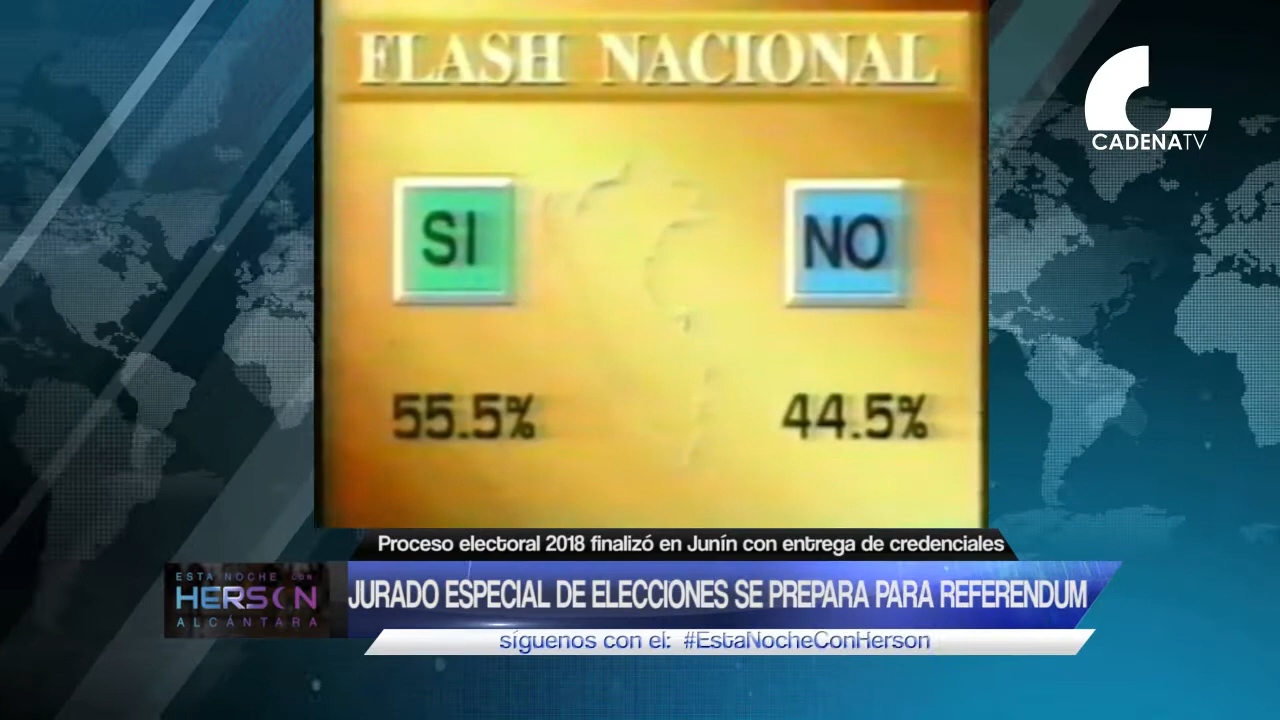 FLASH NACIONAL
CADENATV
SI
NO
55.5%
44.5%
Proceso electoral 2018 finalizó en Junín con entrega de credenciales
ESTA NOCHE CON
HERSON
ALCÁNTARA
JURADO ESPECIAL DE ELECCIONES SE PREPARA PARA REFERENDUM
síguenos con el: #EstaNocheConHerson